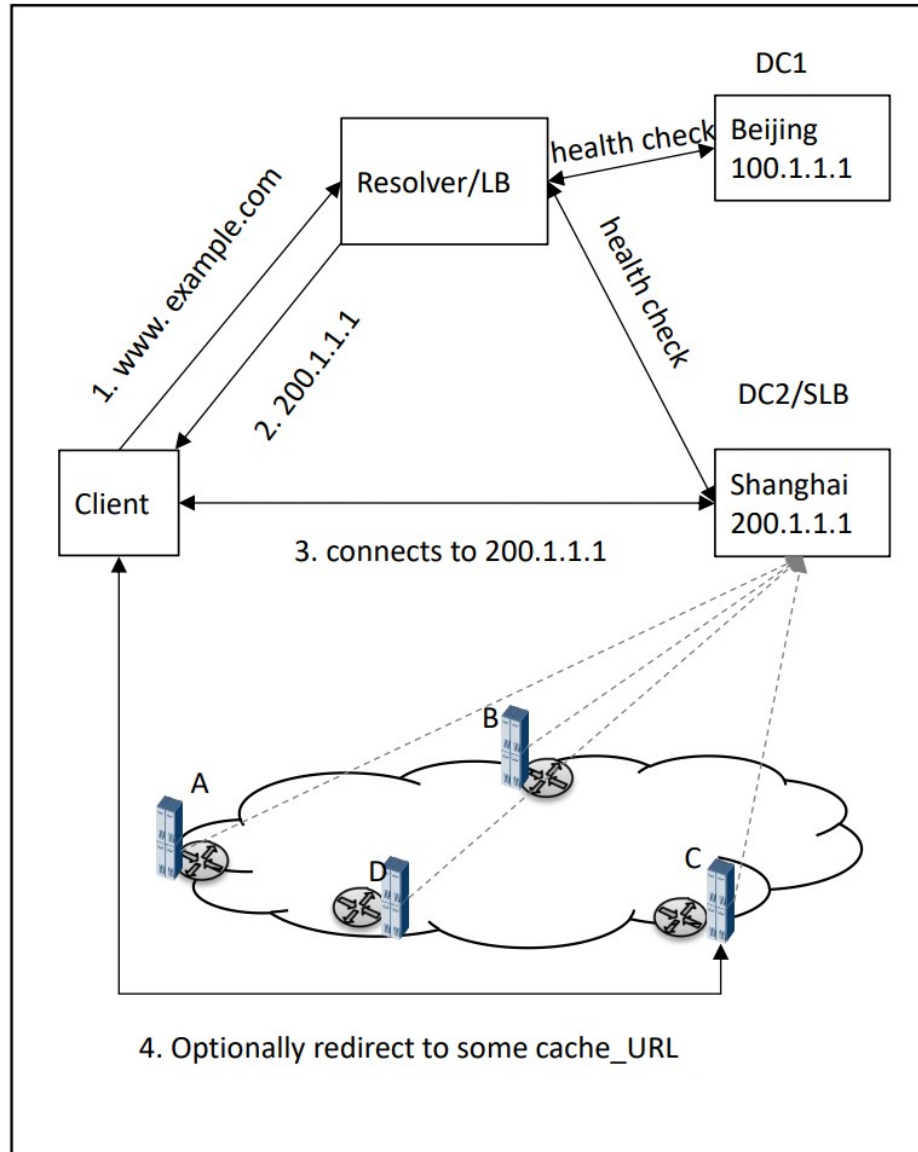 DC1
Beijing
100.1.1.1
health check
Resolver/LB
1. www. example.com
2. 200.1.1.1
health check
DC2/SLB
Client
Shanghai
200.1.1.1
3. connects to 200.1.1.1
B
A
D
C
4. Optionally redirect to some cache_URL